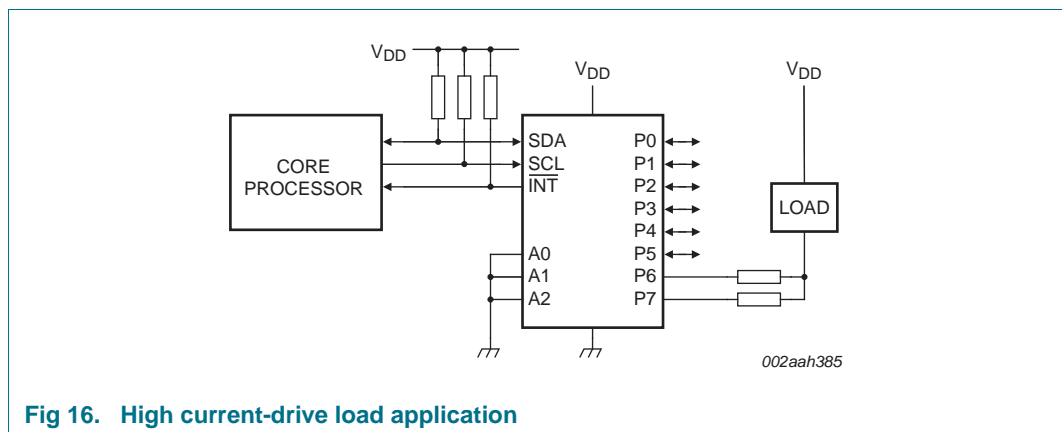 VDD
VDD
VDD
CORE
PROCESSOR
SDA
SCL
INT
A0
A1
A2
P0
P1
P2
P3
P4
P5
P6
P7
LOAD
002aah385
Fig 16. High current-drive load application